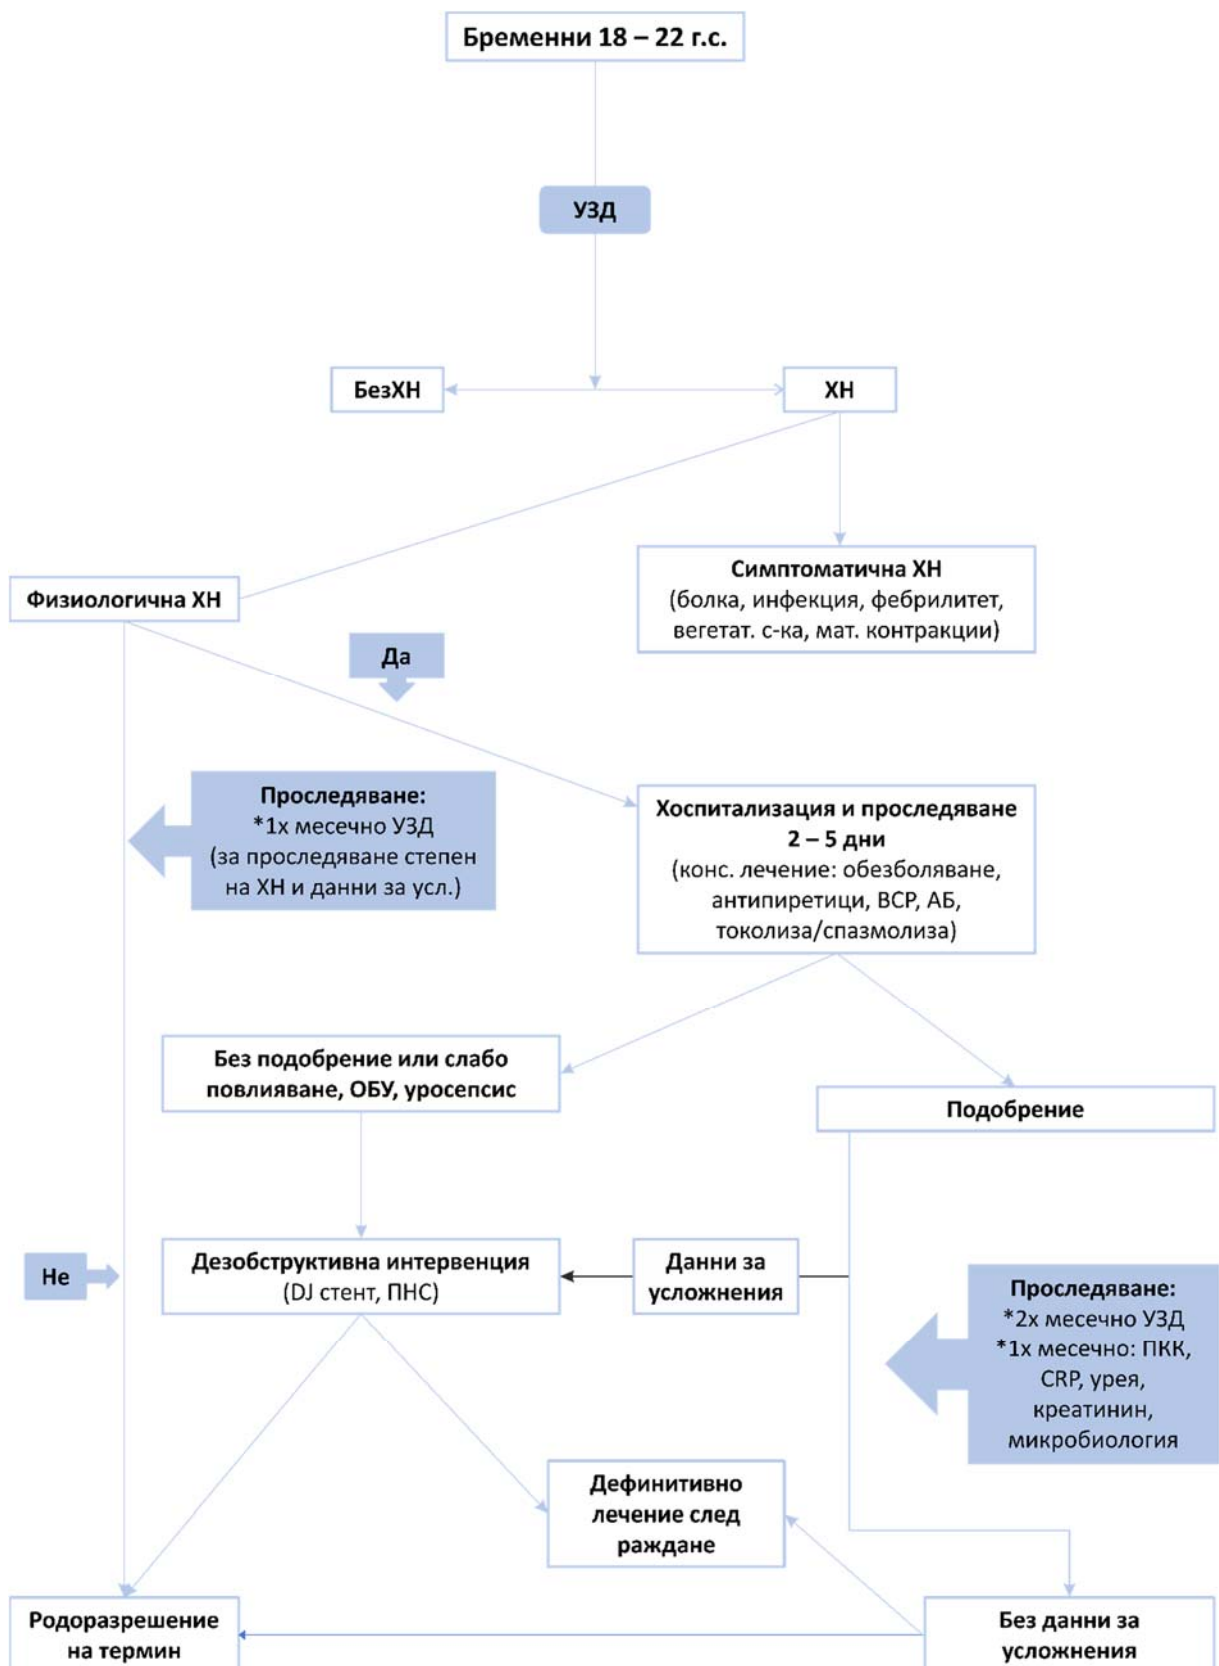 Бременни 18 – 22 г.с.
УЗД
БезХН
ХН
Физиологична ХН
Симптоматична ХН
(болка, инфекция, фебрилитет,
вегетат. с-ка, мат. контракции)
Да
Проследяване:
*1x месечно УЗД
(за проследяване степен
на ХН и данни за усл.)
Хоспитализация и проследяване
2 – 5 дни
(конс. лечение: обезболяване,
антипиретици, ВСР, АБ,
токолиза/спазмолиза)
Без подобрение или слабо
повлияване, ОБУ, уросепсис
Подобрение
Не
Дезобструктивна интервенция
(DJ стент, ПНС)
Данни за
усложнения
Проследяване:
*2x месечно УЗД
*1x месечно: ПКК,
CRP, урея,
креатинин,
микробиология
Дефинитивно
лечение след
раждане
Родоразрешение
на термин
Без данни за
усложнения